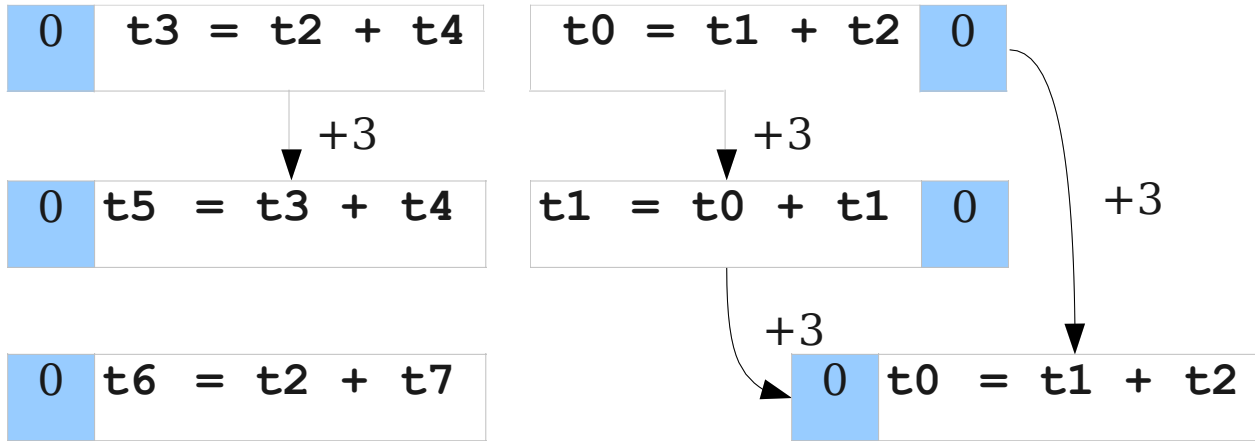 0 t3 = t2 + t4 t0 = t1 + t2 0
+3 +3
+3
0 t5 = t3 + t4 t1 = t0 + t1 0
+3
0 t6 = t2 + t7 0 t0 = t1 + t2